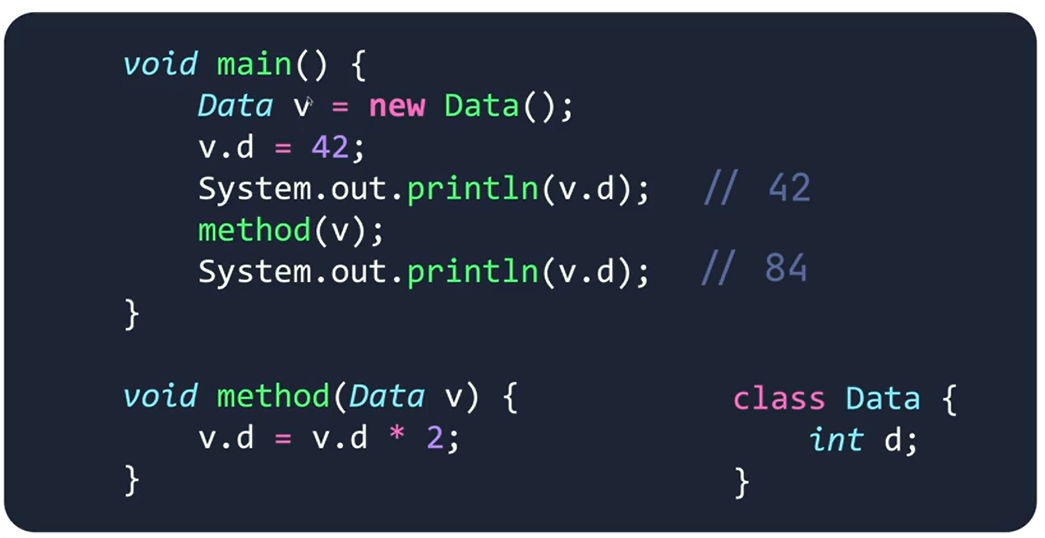 void main() {
    Data v = new Data();
    v.d = 42;
    System.out.println(v.d);   // 42
    method(v);
    System.out.println(v.d);   // 84
}
void method(Data v) {
    v.d = v.d * 2;
}
class Data {
    int d;
}